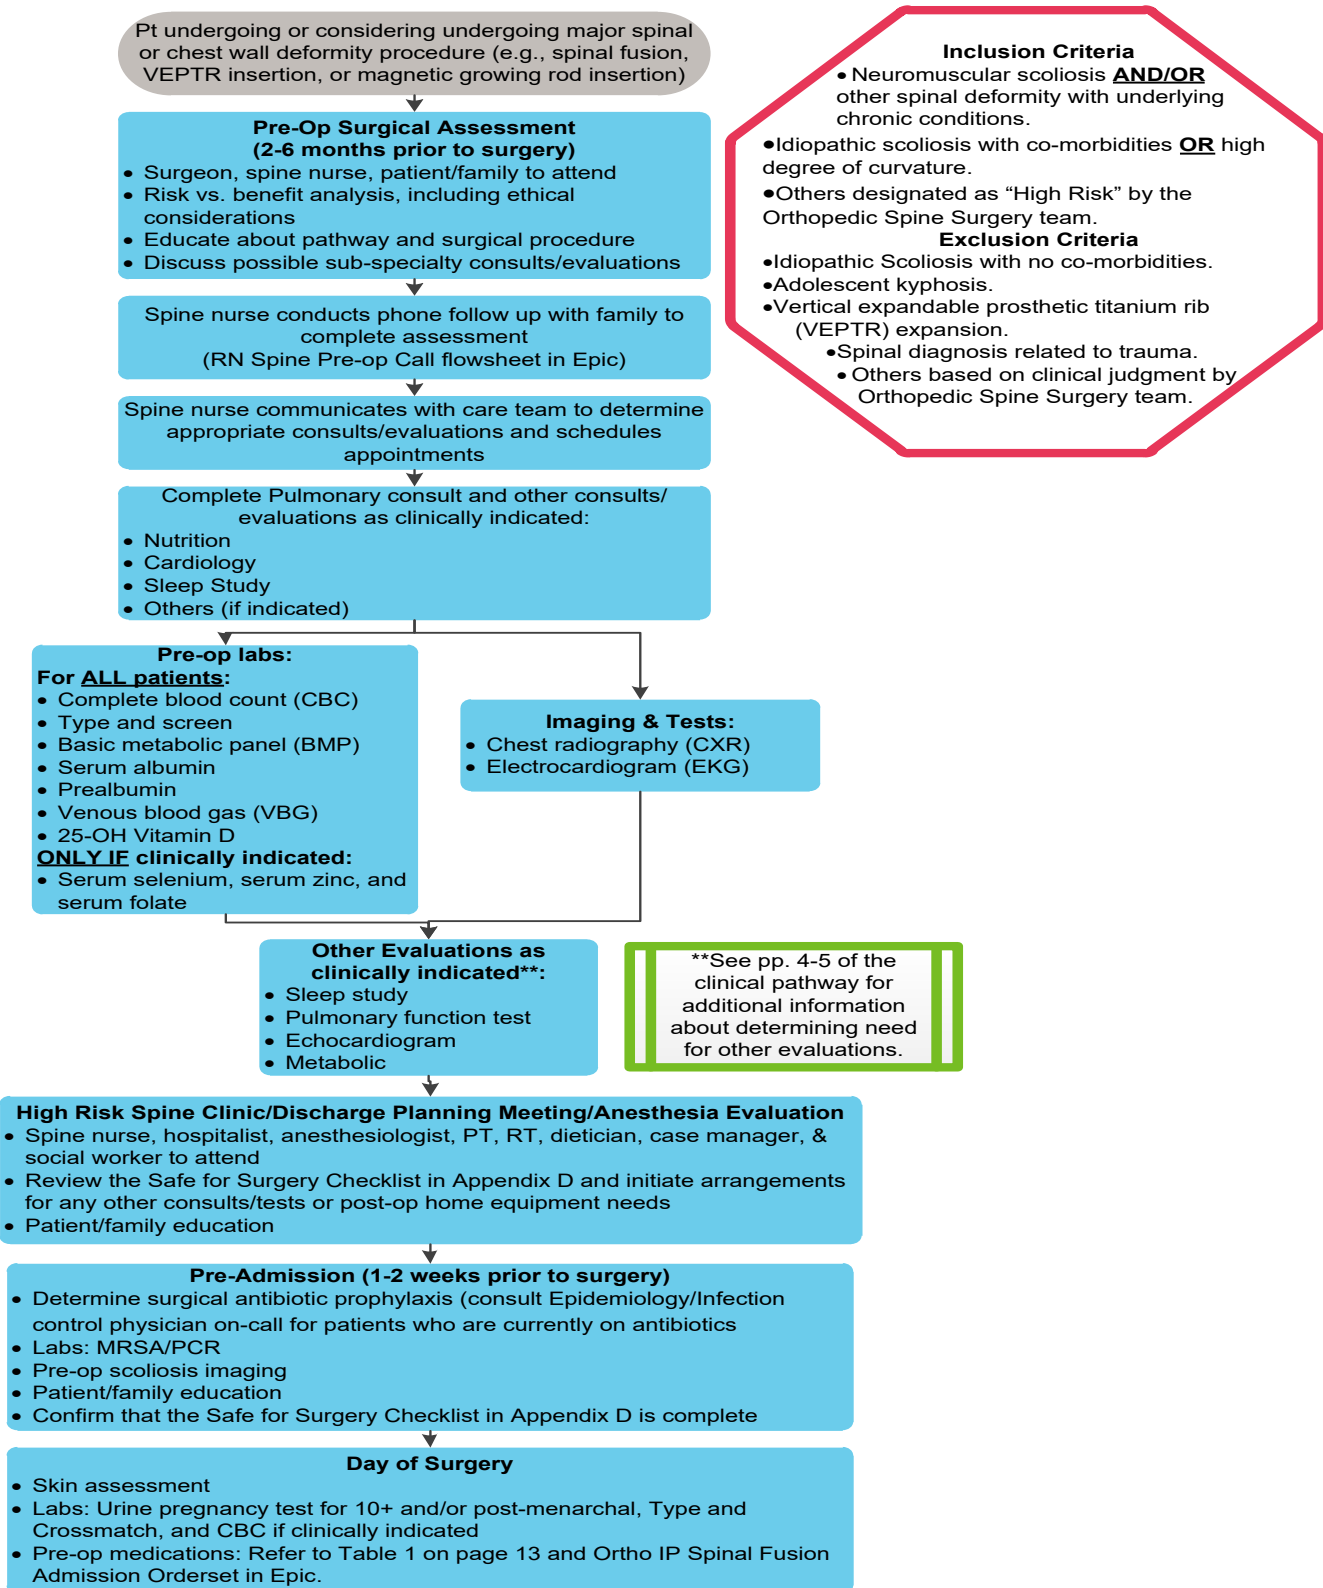 Pt undergoing or considering undergoing major spinal
or chest wall deformity procedure (e.g., spinal fusion,
VEPTR insertion, or magnetic growing rod insertion)
Pre-Op Surgical Assessment
(2-6 months prior to surgery)
• Surgeon, spine nurse, patient/family to attend
• Risk vs. benefit analysis, including ethical
considerations
• Educate about pathway and surgical procedure
• Discuss possible sub-specialty consults/evaluations
Spine nurse conducts phone follow up with family to
complete assessment
(RN Spine Pre-op Call flowsheet in Epic)
Spine nurse communicates with care team to determine
appropriate consults/evaluations and schedules
appointments
Complete Pulmonary consult and other consults/
evaluations as clinically indicated:
• Nutrition
• Cardiology
• Sleep Study
• Others (if indicated)
Inclusion Criteria
• Neuromuscular scoliosis AND/OR
other spinal deformity with underlying
chronic conditions.
•Idiopathic scoliosis with co-morbidities OR high
degree of curvature.
•Others designated as “High Risk” by the
Orthopedic Spine Surgery team.
Exclusion Criteria
•Idiopathic Scoliosis with no co-morbidities.
•Adolescent kyphosis.
•Vertical expandable prosthetic titanium rib
(VEPTR) expansion.
•Spinal diagnosis related to trauma.
• Others based on clinical judgment by
Orthopedic Spine Surgery team.
Pre-op labs:
For ALL patients:
• Complete blood count (CBC)
• Type and screen
• Basic metabolic panel (BMP)
• Serum albumin
• Prealbumin
• Venous blood gas (VBG)
• 25-OH Vitamin D
ONLY IF clinically indicated:
• Serum selenium, serum zinc, and
serum folate
Imaging & Tests:
• Chest radiography (CXR)
• Electrocardiogram (EKG)
Other Evaluations as
clinically indicated**:
• Sleep study
• Pulmonary function test
• Echocardiogram
• Metabolic
**See pp. 4-5 of the
clinical pathway for
additional information
about determining need
for other evaluations.
High Risk Spine Clinic/Discharge Planning Meeting/Anesthesia Evaluation
• Spine nurse, hospitalist, anesthesiologist, PT, RT, dietician, case manager, &
social worker to attend
• Review the Safe for Surgery Checklist in Appendix D and initiate arrangements
for any other consults/tests or post-op home equipment needs
• Patient/family education
Pre-Admission (1-2 weeks prior to surgery)
• Determine surgical antibiotic prophylaxis (consult Epidemiology/Infection
control physician on-call for patients who are currently on antibiotics
• Labs: MRSA/PCR
• Pre-op scoliosis imaging
• Patient/family education
• Confirm that the Safe for Surgery Checklist in Appendix D is complete
Day of Surgery
• Skin assessment
• Labs: Urine pregnancy test for 10+ and/or post-menarchal, Type and
Crossmatch, and CBC if clinically indicated
• Pre-op medications: Refer to Table 1 on page 13 and Ortho IP Spinal Fusion
Admission Orderset in Epic.